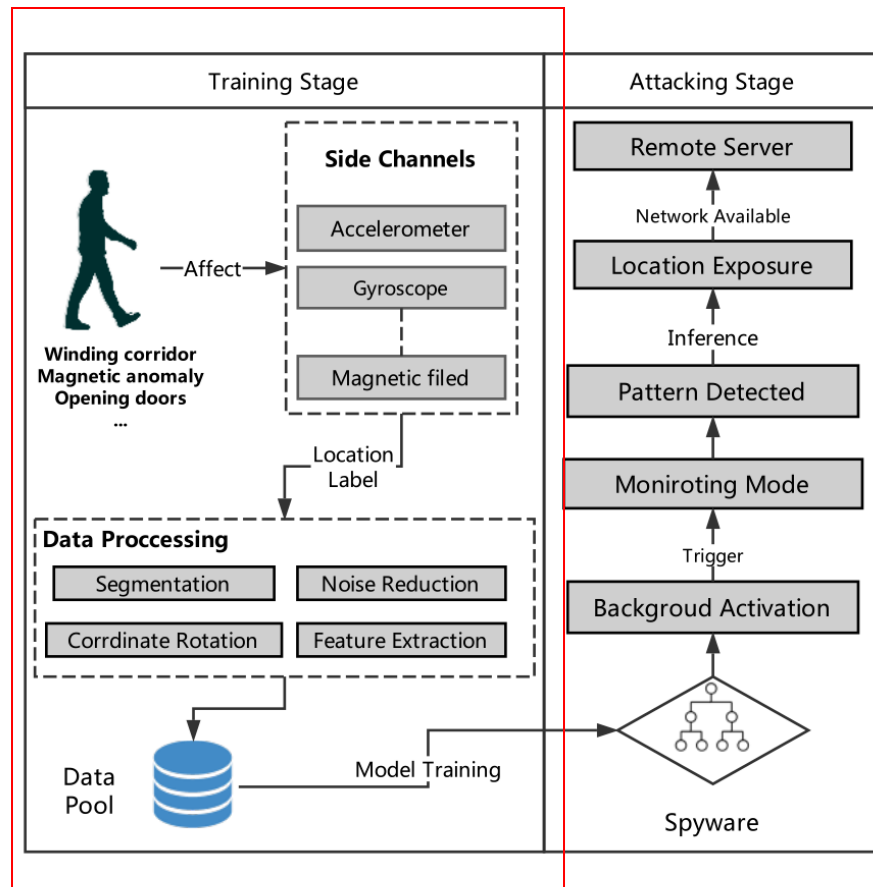 Training Stage
Attacking Stage
Side Channels
Accelerometer
Gyroscope
Magnetic filed
Affect
Winding corridor
Magnetic anomaly
Opening doors
...
Location
Label
Data Proccessing
Segmentation
Noise Reduction
Corrdinate Rotation
Feature Extraction
Data
Pool
Model Training
Remote Server
Network Available
Location Exposure
Inference
Pattern Detected
Moniroting Mode
Trigger
Backgroud Activation
Spyware